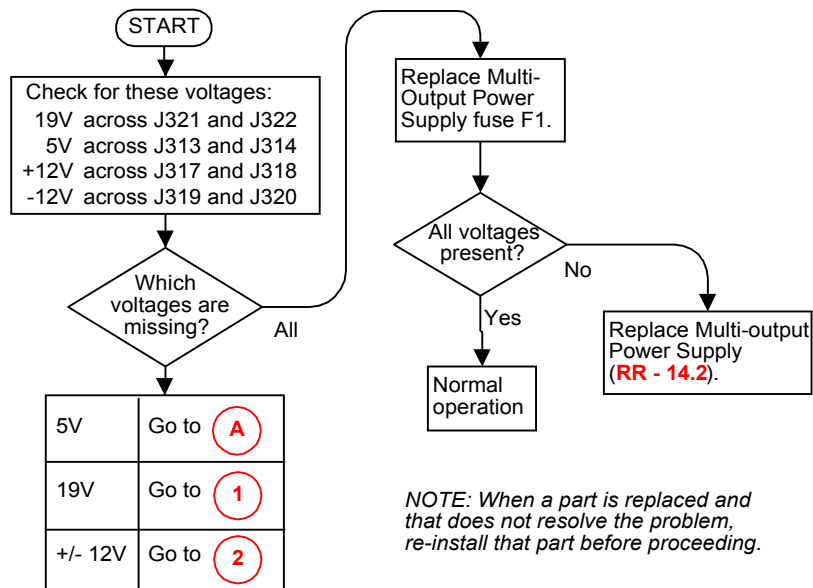 START
Check for these voltages:
19V across J321 and J322
5V across J313 and J314
+12V across J317 and J318
-12V across J319 and J320
Which
voltages are
missing?
All
5V Go to A
19V Go to 1
+/- 12V Go to 2
Replace Multi-
Output Power
Supply fuse F1.
All voltages
present?
No
Yes
Normal
operation
Replace Multi-output
Power Supply
(RR - 14.2).
NOTE: When a part is replaced and
that does not resolve the problem,
re-install that part before proceeding.